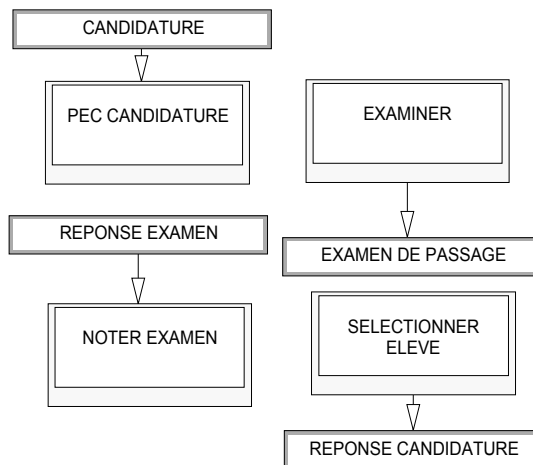 CANDIDATURE
PEC CANDIDATURE
EXAMINER
REPONSE EXAMEN
EXAMEN DE PASSAGE
NOTER EXAMEN
SELECTIONNER
ELEVE
REPONSE CANDIDATURE